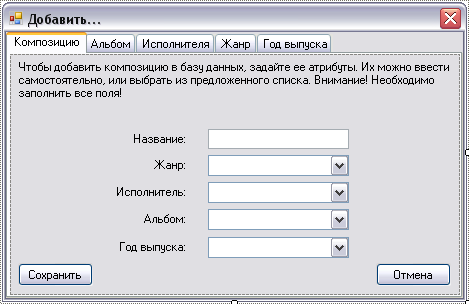 Добавить...
Композицию Альбом Исполнителя Жанр Год выпуска
Чтобы добавить композицию в базу данных, задайте ее атрибуты. Их можно ввести
самостоятельно, или выбрать из предложенного списка. Внимание! Необходимо
заполнить все поля!
Название:
Жанр:
Исполнитель:
Альбом:
Год выпуска:
Сохранить Отмена